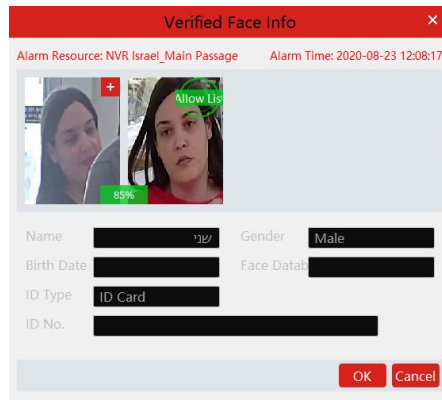 Verified Face Info ×
Alarm Resource: NVR Israel_Main Passage Alarm Time: 2020-08-23 12:08:17
+
Allow Lis
85%
Name שני Gender Male
Birth Date Face Datab
ID Type ID Card
ID No.
OK Cancel